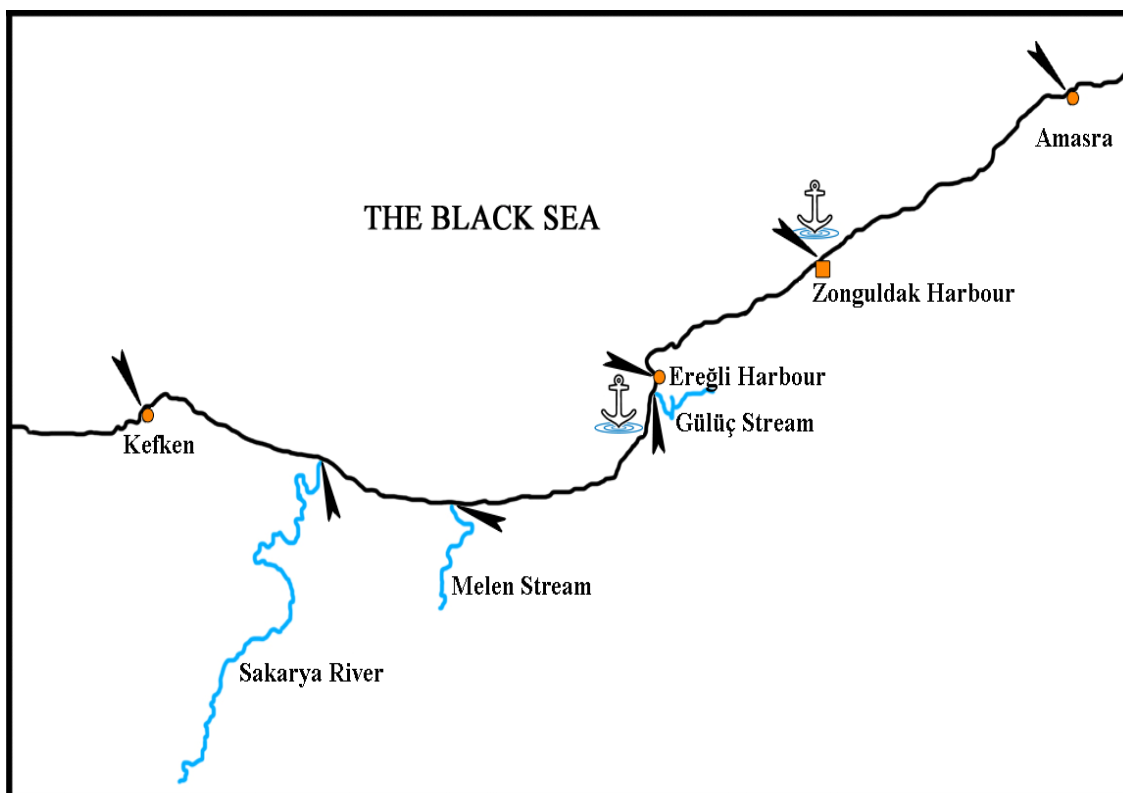 Amasra
THE BLACK SEA
Zonguldak Harbour
Ereğli Harbour
Gülüç Stream
Kefken
Melen Stream
Sakarya River